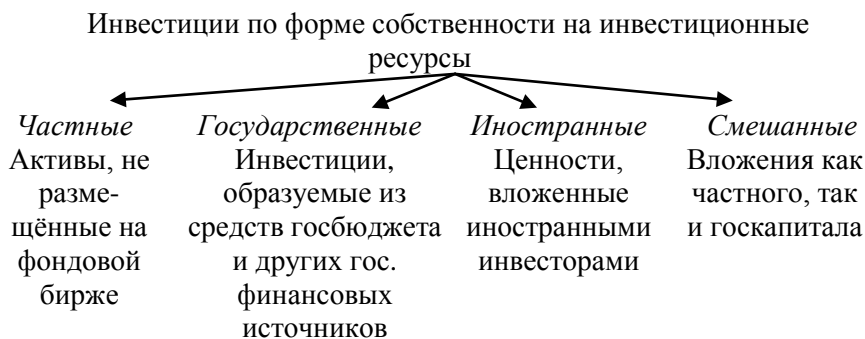 Инвестиции по форме собственности на инвестиционные
ресурсы
Частные
Активы, не
разме-
щённые на
фондовой
бирже
Государственные
Инвестиции,
образуемые из
средств госбюджета
и других гос.
финансовых
источников
Иностранные
Ценности,
вложенные
иностранными
инвесторами
Смешанные
Вложения как
частного, так
и госкапитала